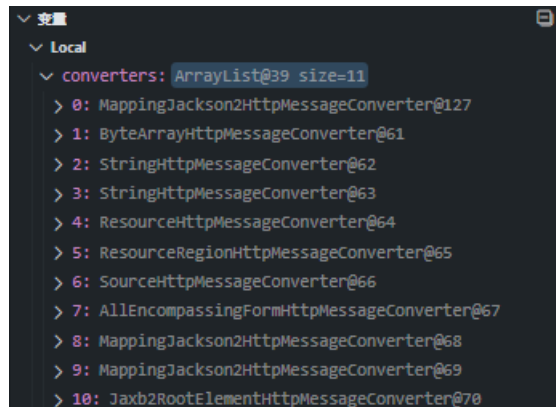 变量
Local
converters: ArrayList@39 size=11
0: MappingJackson2HttpMessageConverter@127
1: ByteArrayHttpMessageConverter@61
2: StringHttpMessageConverter@62
3: StringHttpMessageConverter@63
4: ResourceHttpMessageConverter@64
5: ResourceRegionHttpMessageConverter@65
6: SourceHttpMessageConverter@66
7: AllEncompassingFormHttpMessageConverter@67
8: MappingJackson2HttpMessageConverter@68
9: MappingJackson2HttpMessageConverter@69
10: Jaxb2RootElementHttpMessageConverter@70